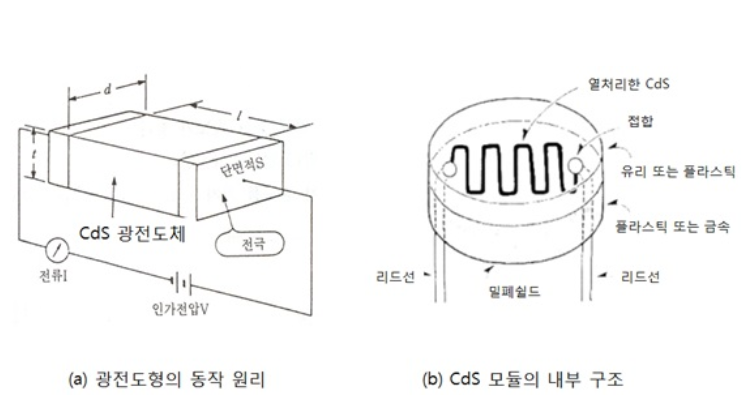 d
l
t
단면적S
CdS 광전도체
전극
전류I
인가전압V
(a) 광전도형의 동작 원리
열처리한 CdS
접합
유리 또는 플라스틱
플라스틱 또는 금속
리드선
리드선
밀폐쉴드
(b) CdS 모듈의 내부 구조